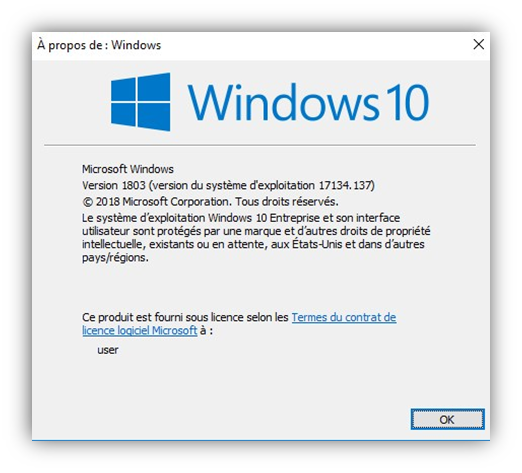 À propos de : Windows
Windows 10
Microsoft Windows
Version 1803 (version du système d'exploitation 17134.137)
© 2018 Microsoft Corporation. Tous droits réservés.
Le système d’exploitation Windows 10 Entreprise et son interface
utilisateur sont protégés par une marque et d’autres droits de propriété
intellectuelle, existants ou en attente, aux États-Unis et dans d’autres
pays/régions.
Ce produit est fourni sous licence selon les Termes du contrat de
licence logiciel Microsoft à :
user
OK